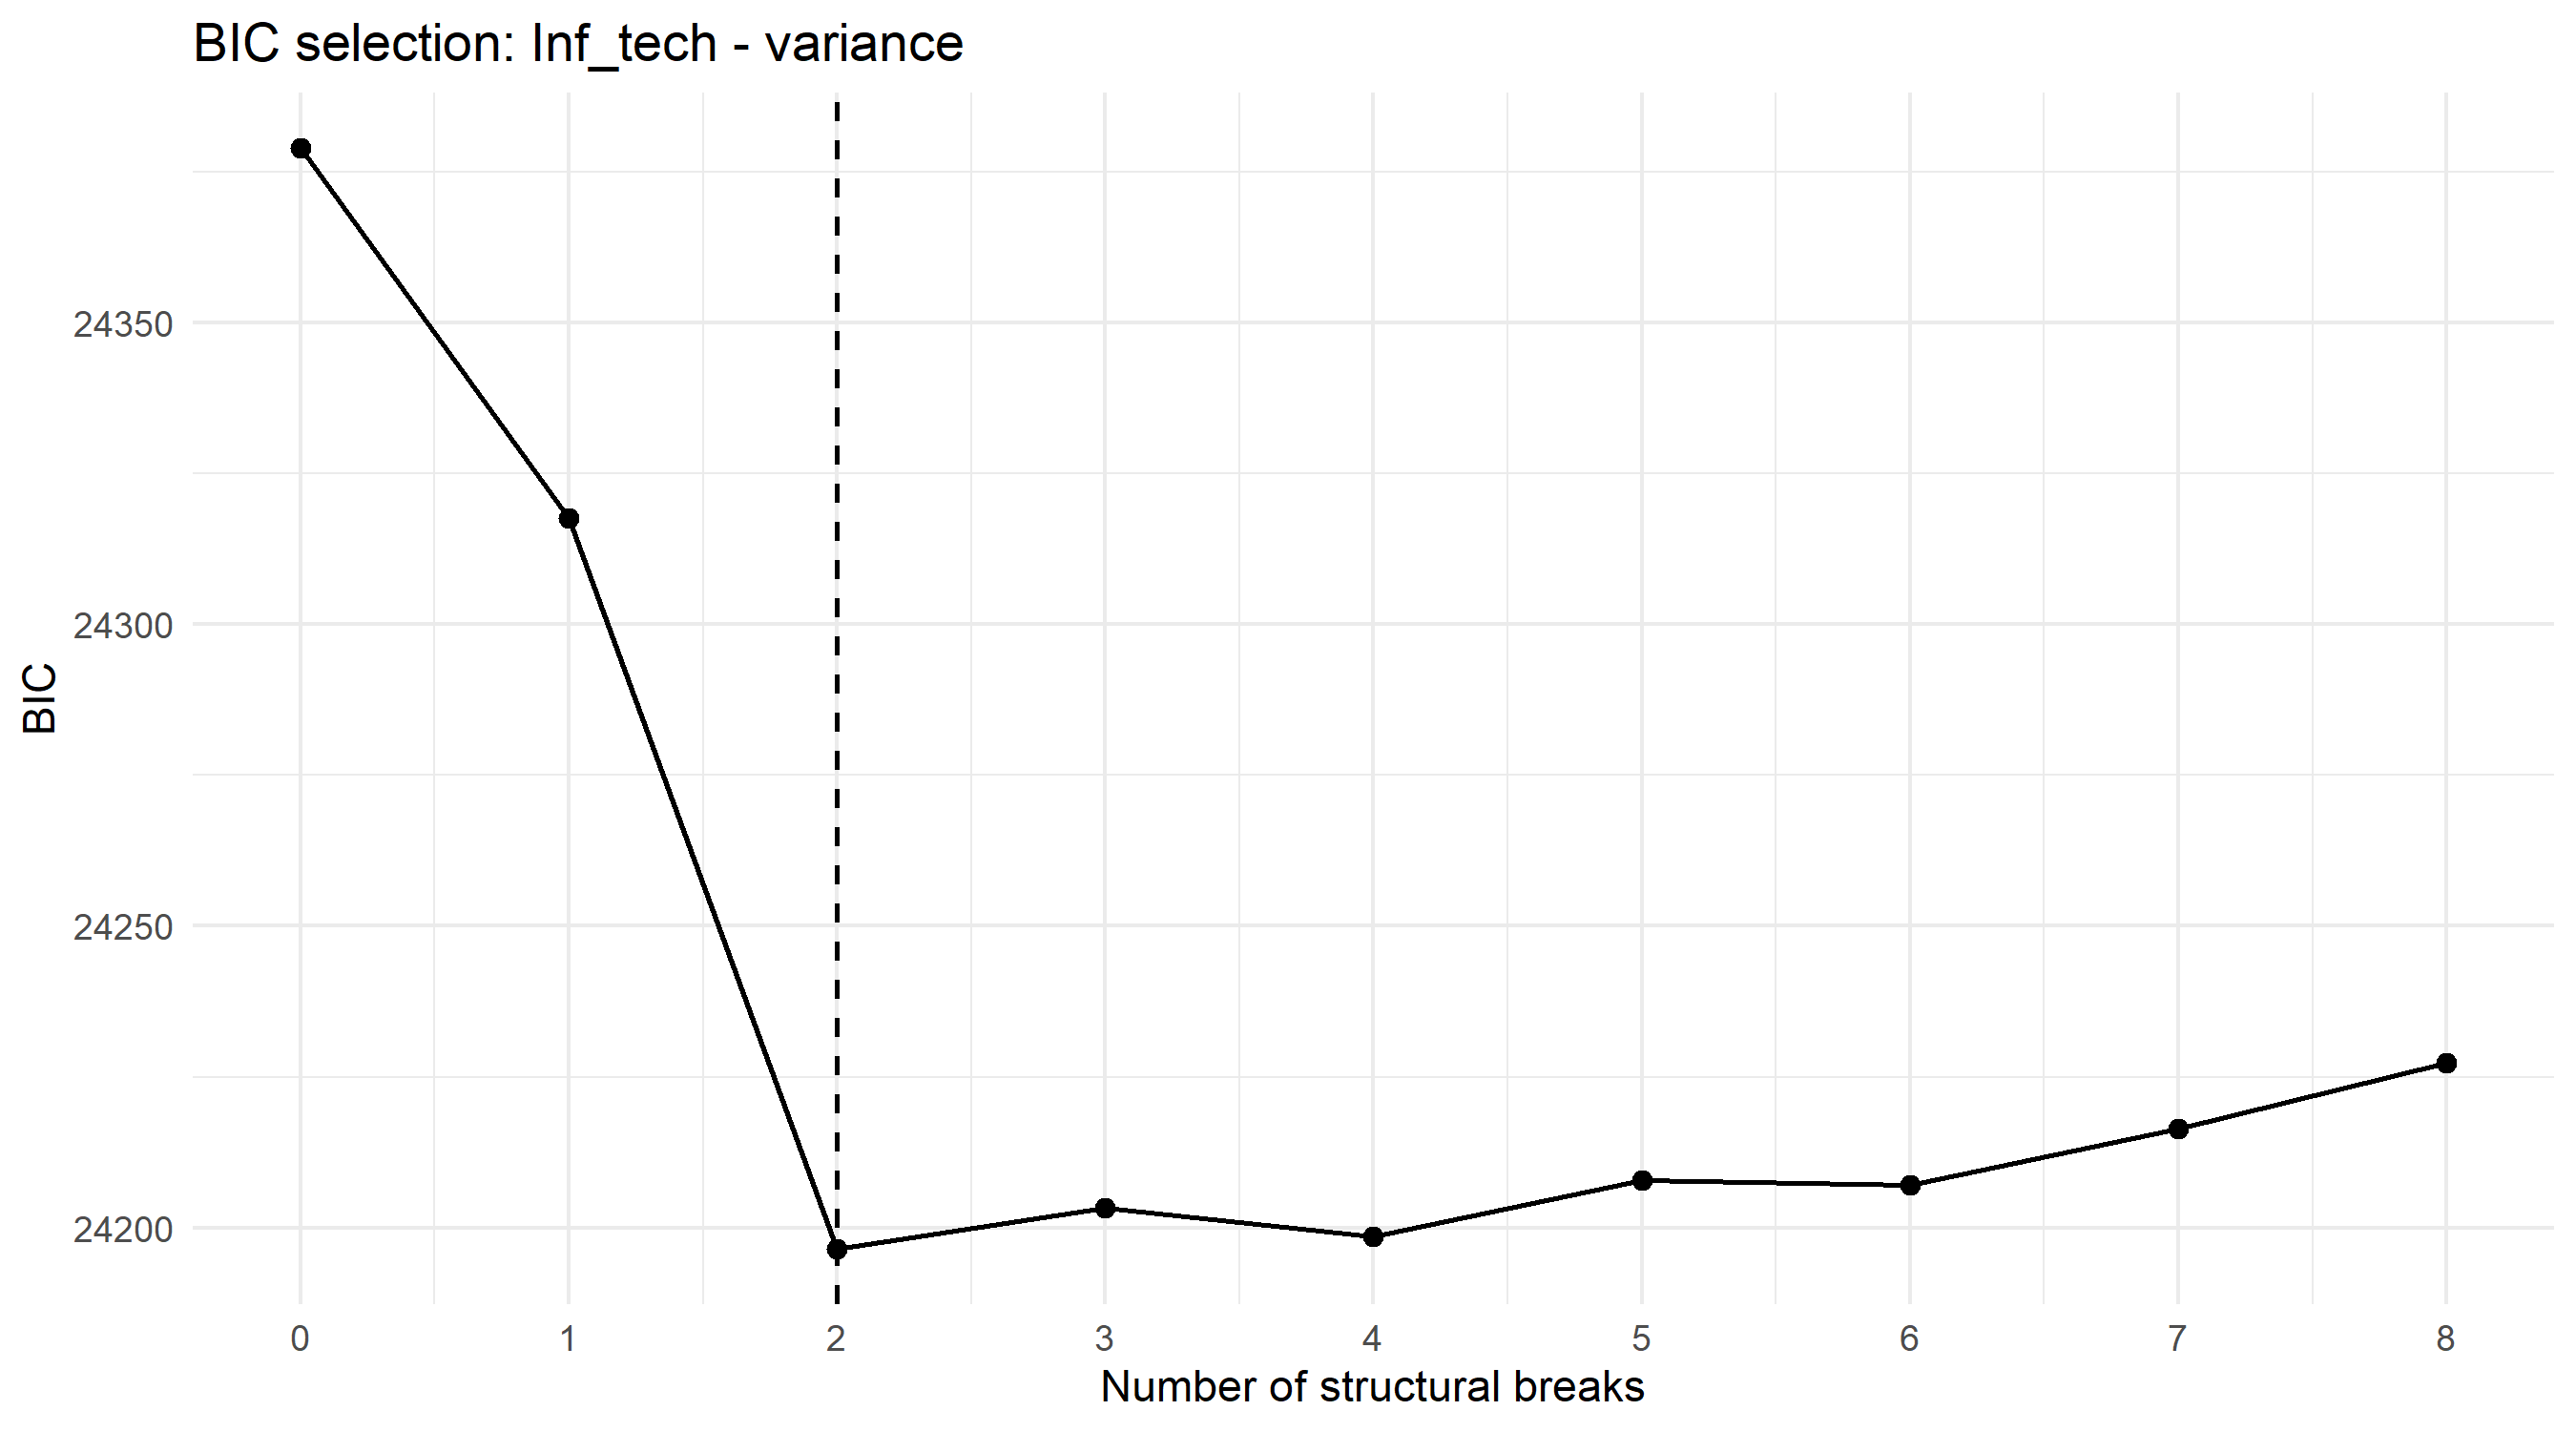 BIC selection: Inf_tech - variance
24350
24300
24250
24200
BIC
0 1 2 3 4 5 6 7 8
Number of structural breaks